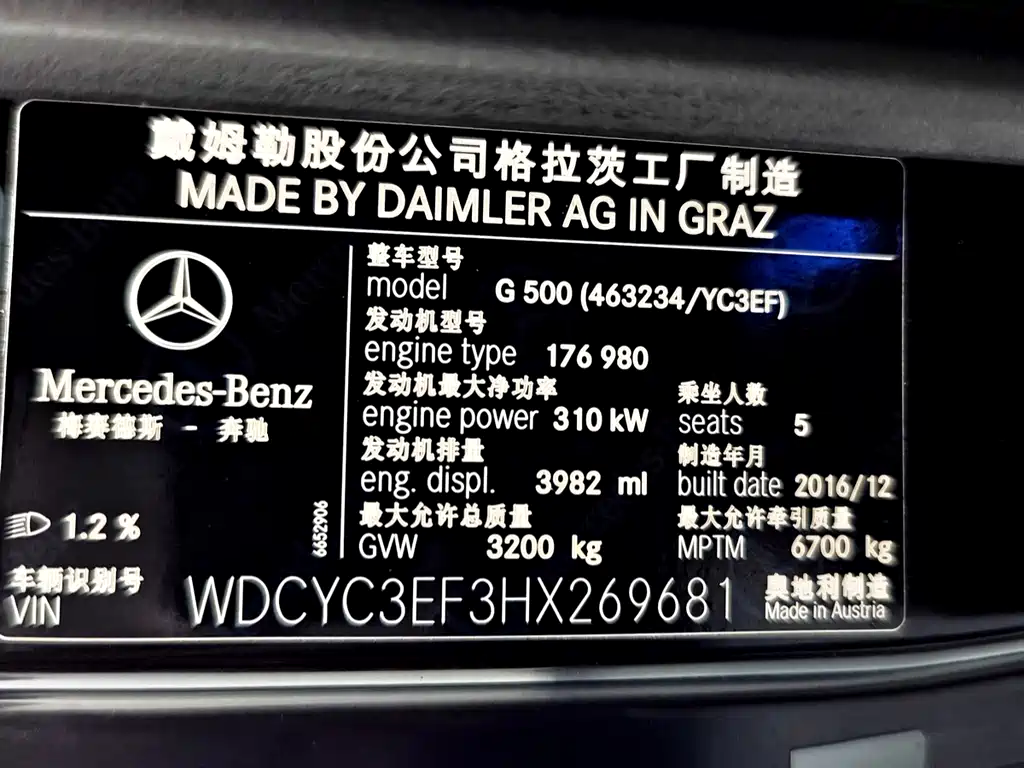 戴姆勒股份公司格拉茨工厂制造
MADE BY DAIMLER AG IN GRAZ
Mercedes-Benz
梅赛德斯 - 奔驰
整车型号
model G 500 (463234/YC3EF)
发动机型号
engine type 176 980
发动机最大净功率 乘坐人数
engine power 310 kW seats 5
发动机排量 制造年月
eng. displ. 3982 ml built date 2016/12
最大允许总质量 最大允许牵引质量
GVW 3200 kg MPTM 6700 kg
1.2 %
6652906
车辆识别号
VIN WDCYC3EF3HX269681
奥地利制造
Made in Austria